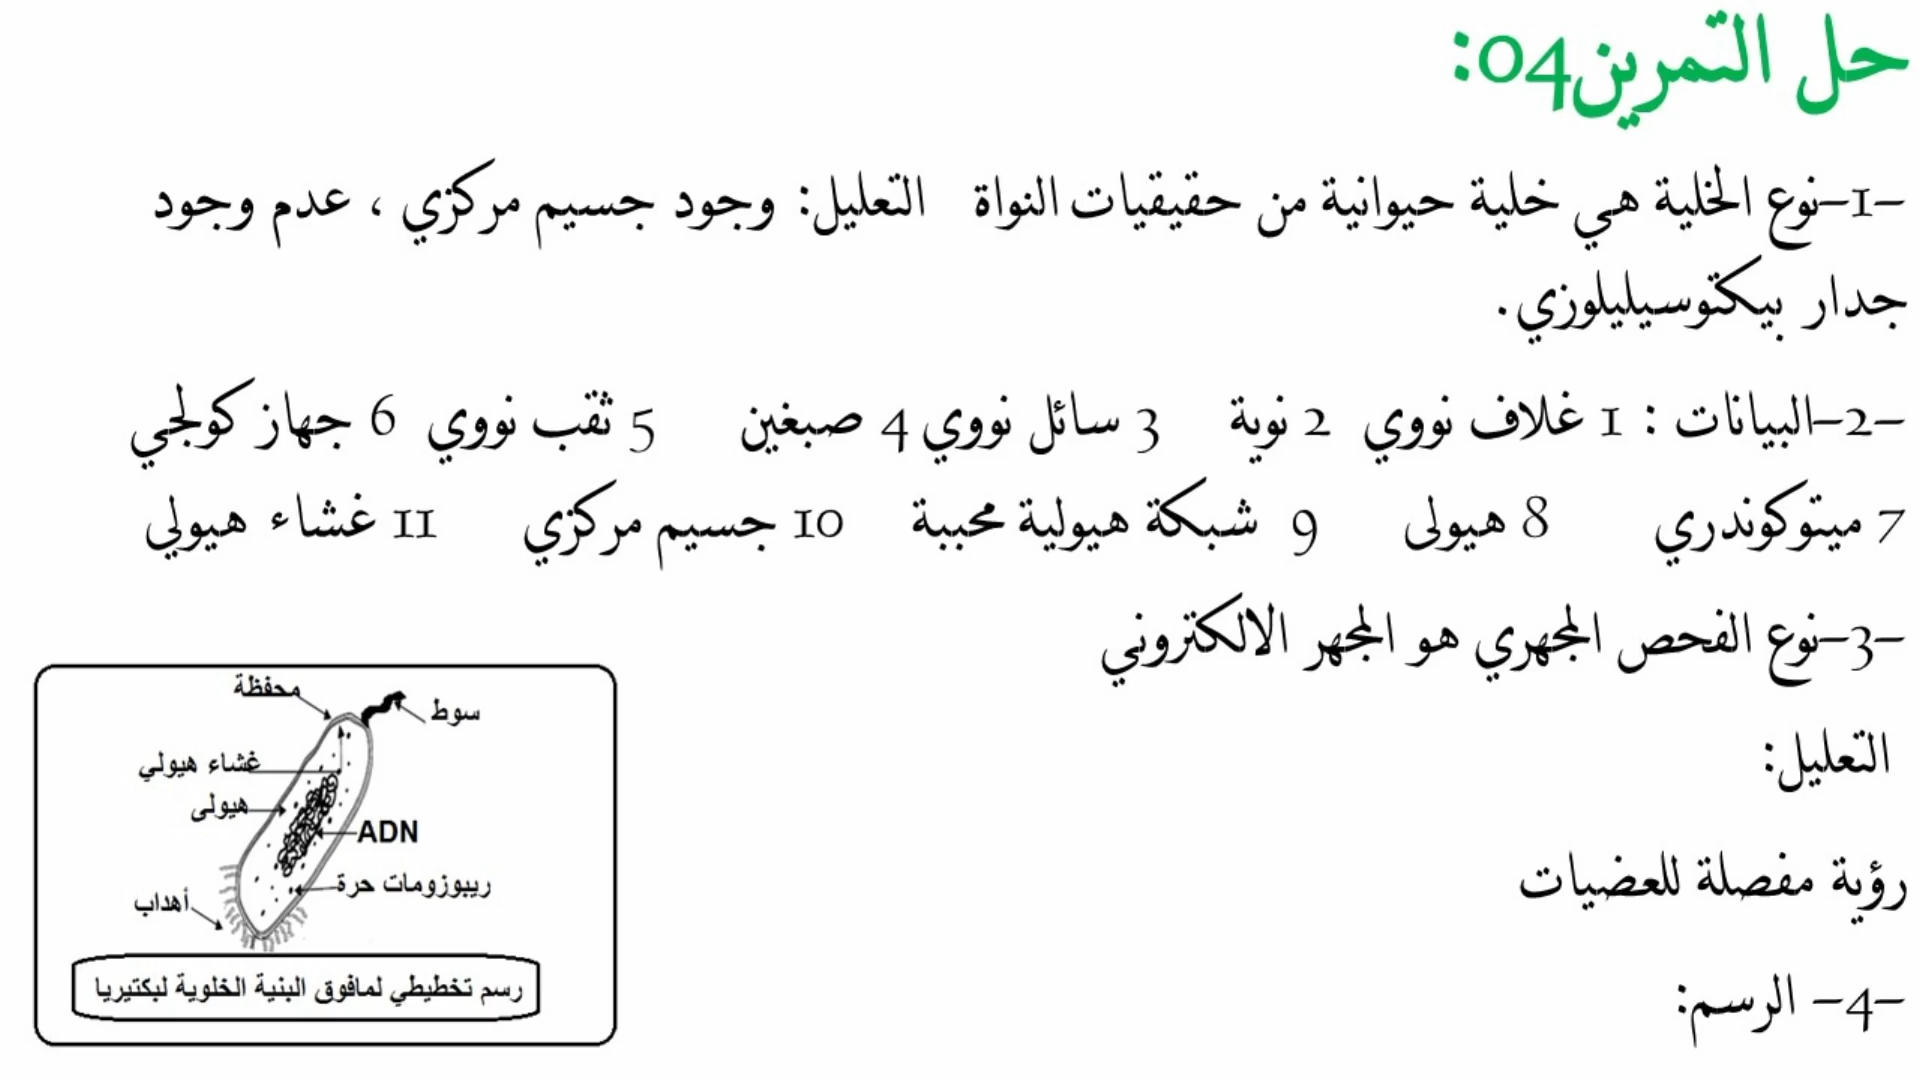 حل التمرين04:
-1-نوع الخلية هي خلية حيوانية من حقيقيات النواة التعليل: وجود جسيم مركزي ، عدم وجود
جدار بيكتوسيليلوزي.
-2-البيانات : 1 غلاف نووي 2 نوية 3 سائل نووي 4 صبغين 5 ثقب نووي 6 جهاز كولجي
7 ميتوكوندري 8 هيولى 9 شبكة هيولية محببة 10 جسيم مركزي 11 غشاء هيولي
-3-نوع الفحص المجهري هو المجهر الالكتروني
التعليل:
رؤية مفصلة للعضيات
-4- الرسم:
محفظة
سوط
غشاء هيولي
هيولى
ADN
ريبوزومات حرة
أهداب
رسم تخطيطي لمافوق البنية الخلوية لبكتيريا